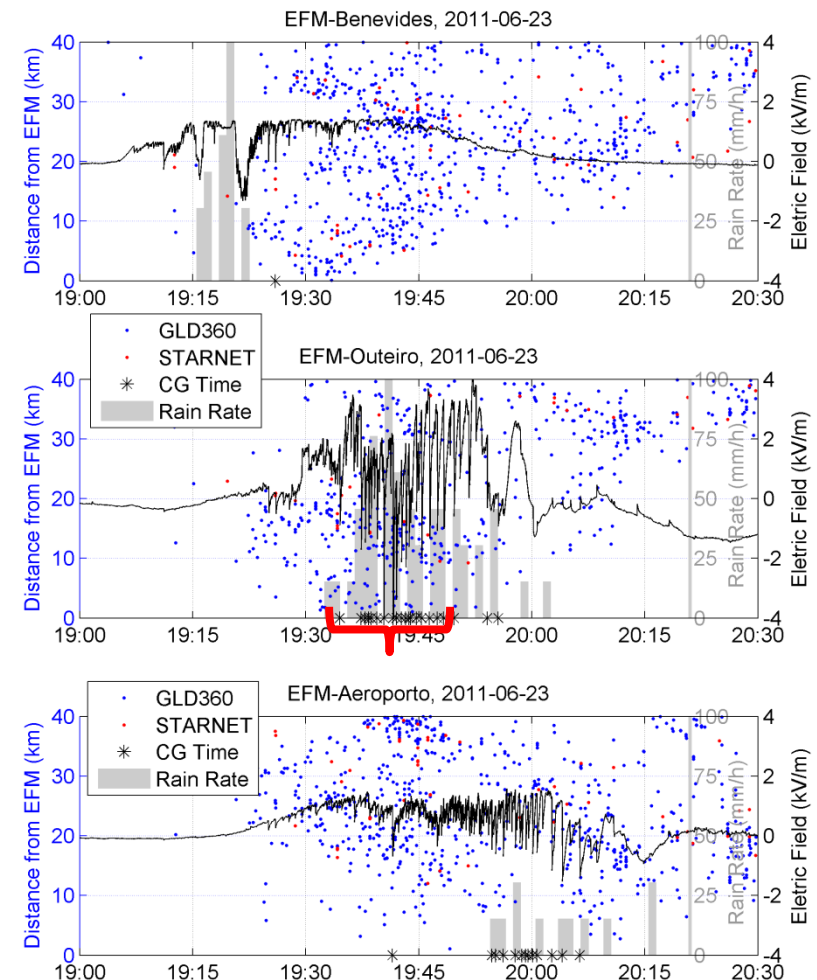 EFM-Benevides, 2011-06-23
Distance from EFM (km)
40
30
20
10
0
100
75
50
25
0
Rain Rate (mm/h)
4
2
0
-2
-4
Eletric Field (kV/m)
19:00 19:15 19:30 19:45 20:00 20:15 20:30
GLD360
STARNET
CG Time
Rain Rate
EFM-Outeiro, 2011-06-23
Distance from EFM (km)
40
30
20
10
0
100
75
50
25
0
Rain Rate (mm/h)
4
2
0
-2
-4
Eletric Field (kV/m)
19:00 19:15 19:30 19:45 20:00 20:15 20:30
GLD360
STARNET
CG Time
Rain Rate
EFM-Aeroporto, 2011-06-23
Distance from EFM (km)
40
30
20
10
0
100
75
50
25
0
Rain Rate (mm/h)
4
2
0
-2
-4
Eletric Field (kV/m)
19:00 19:15 19:30 19:45 20:00 20:15 20:30